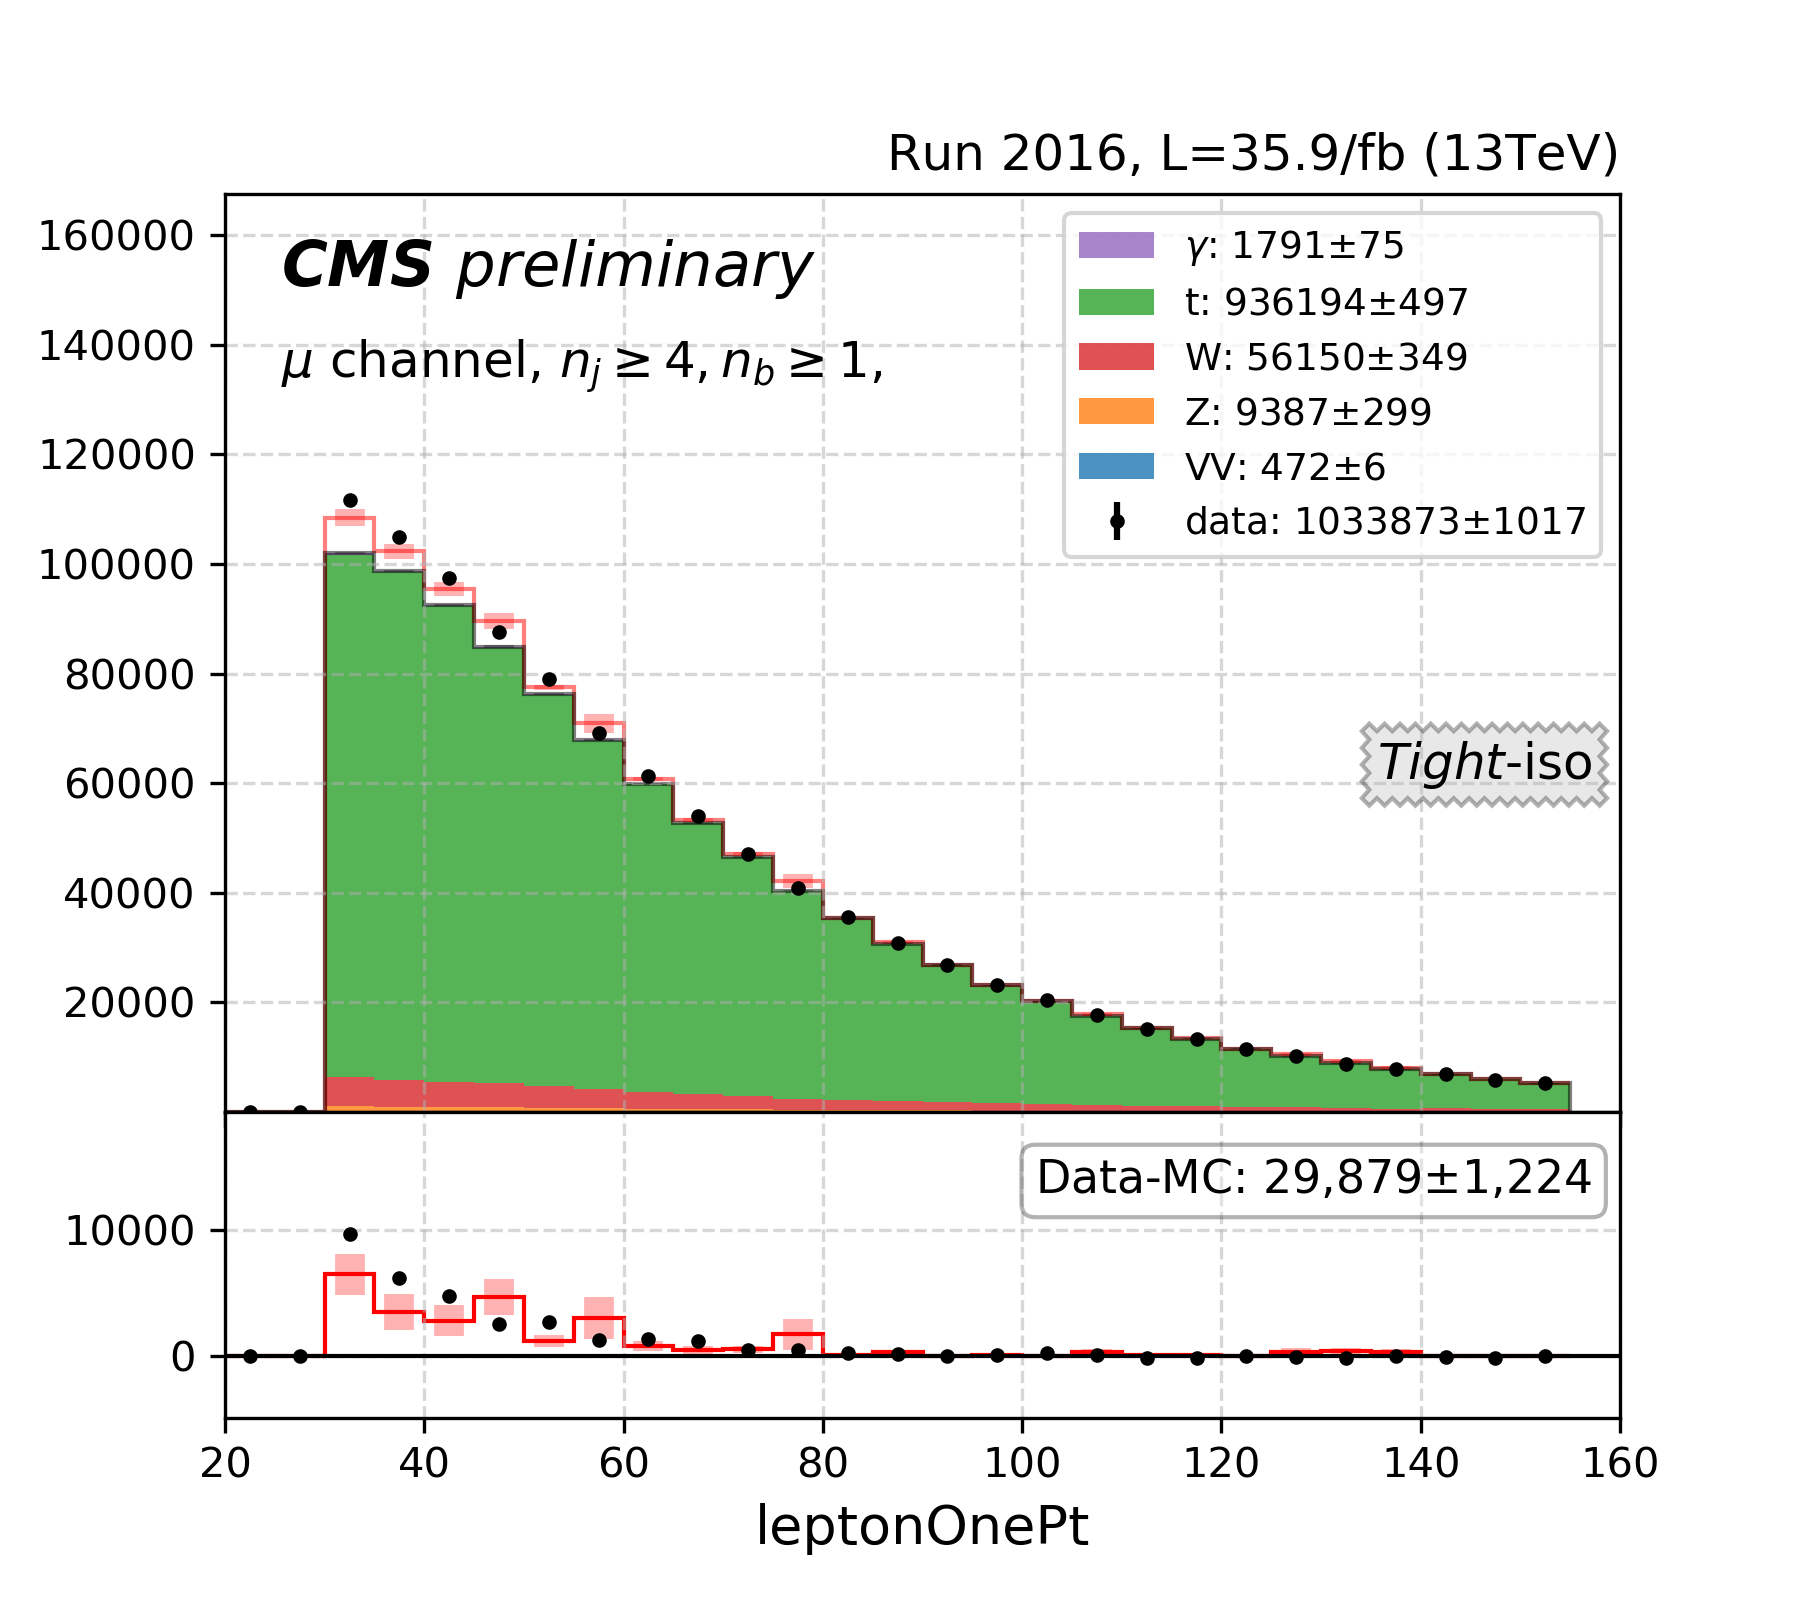 Run 2016, L=35.9/fb (13TeV)
CMS preliminary
μ channel, n_j ≥ 4, n_b ≥ 1,
γ: 1791±75
t: 936194±497
W: 56150±349
Z: 9387±299
VV: 472±6
data: 1033873±1017
160000
140000
120000
100000
80000
60000
40000
20000
Tight-iso
Data-MC: 29,879±1,224
10000
0
20 40 60 80 100 120 140 160
leptonOnePt